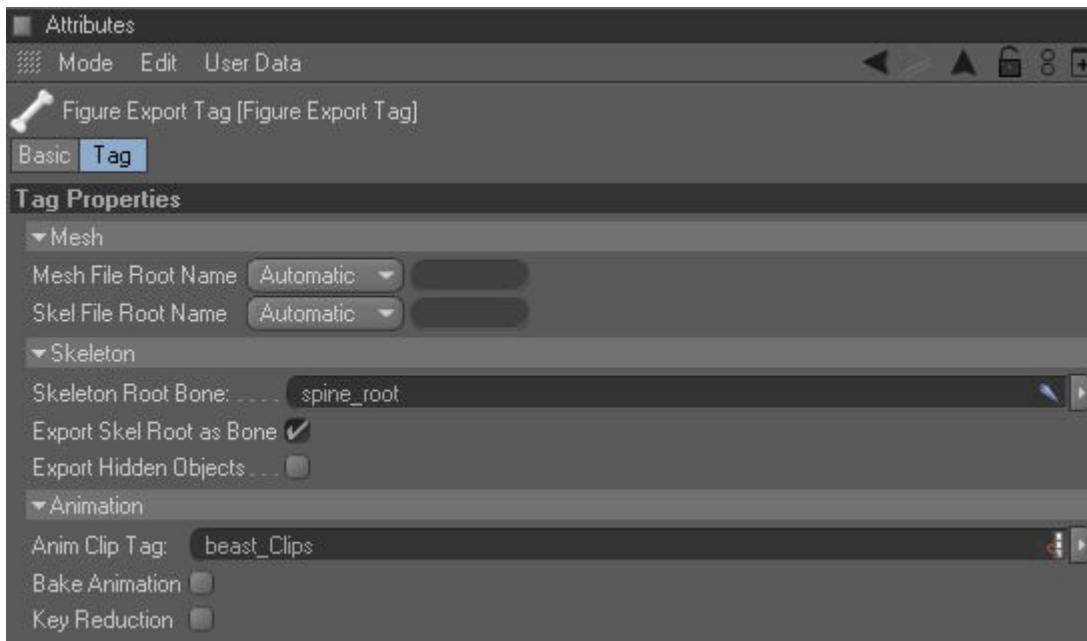 Attributes
Mode Edit User Data
Figure Export Tag [Figure Export Tag]
Basic Tag
Tag Properties
Mesh
Mesh File Root Name Automatic
Skel File Root Name Automatic
Skeleton
Skeleton Root Bone: . . . . spine_root
Export Skel Root as Bone
Export Hidden Objects . . .
Animation
Anim Clip Tag: beast_Clips
Bake Animation
Key Reduction